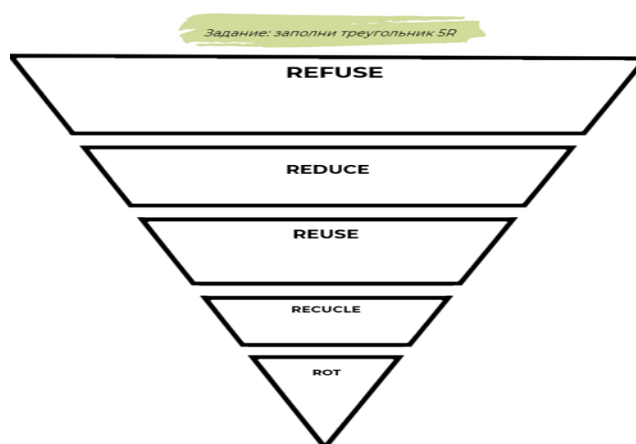 Задание: заполни треугольник 5R
REFUSE
REDUCE
REUSE
RECUCLE
ROT